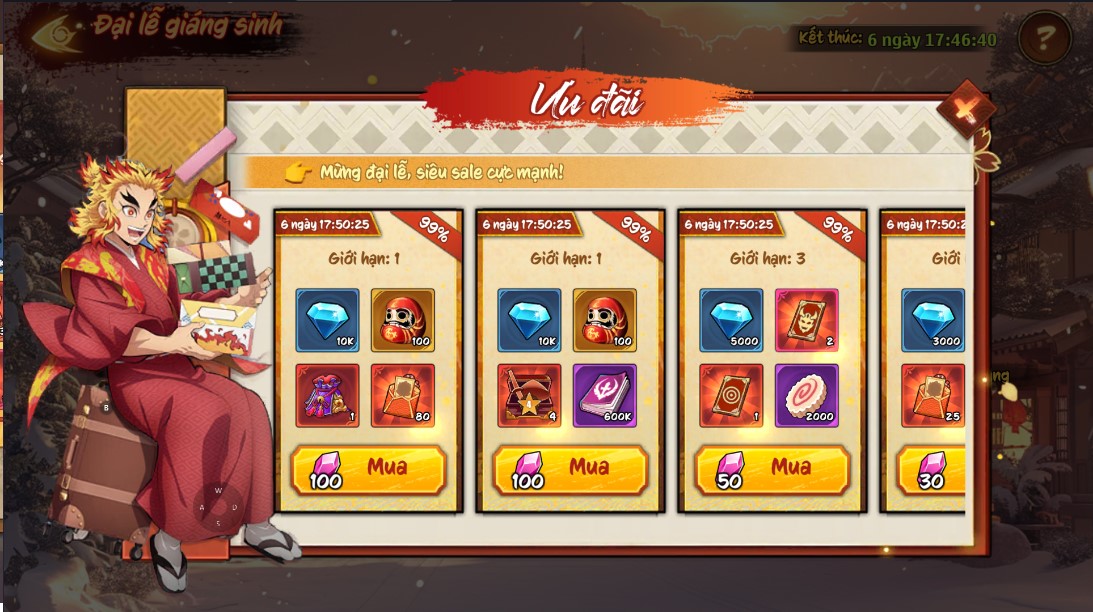 Đại lễ giáng sinh
Kết thúc: 6 ngày 17:46:40
?
Ưu đãi
Mừng đại lễ, siêu sale cực mạnh!
6 ngày 17:50:25
99%
Giới hạn: 1
10K
100
1
80
100
Mua
6 ngày 17:50:25
99%
Giới hạn: 1
10K
100
4
600K
100
Mua
6 ngày 17:50:25
99%
Giới hạn: 3
5000
2
1
2000
50
Mua
6 ngày 17:50:2
Giới
3000
25
30
B
W
A D
S